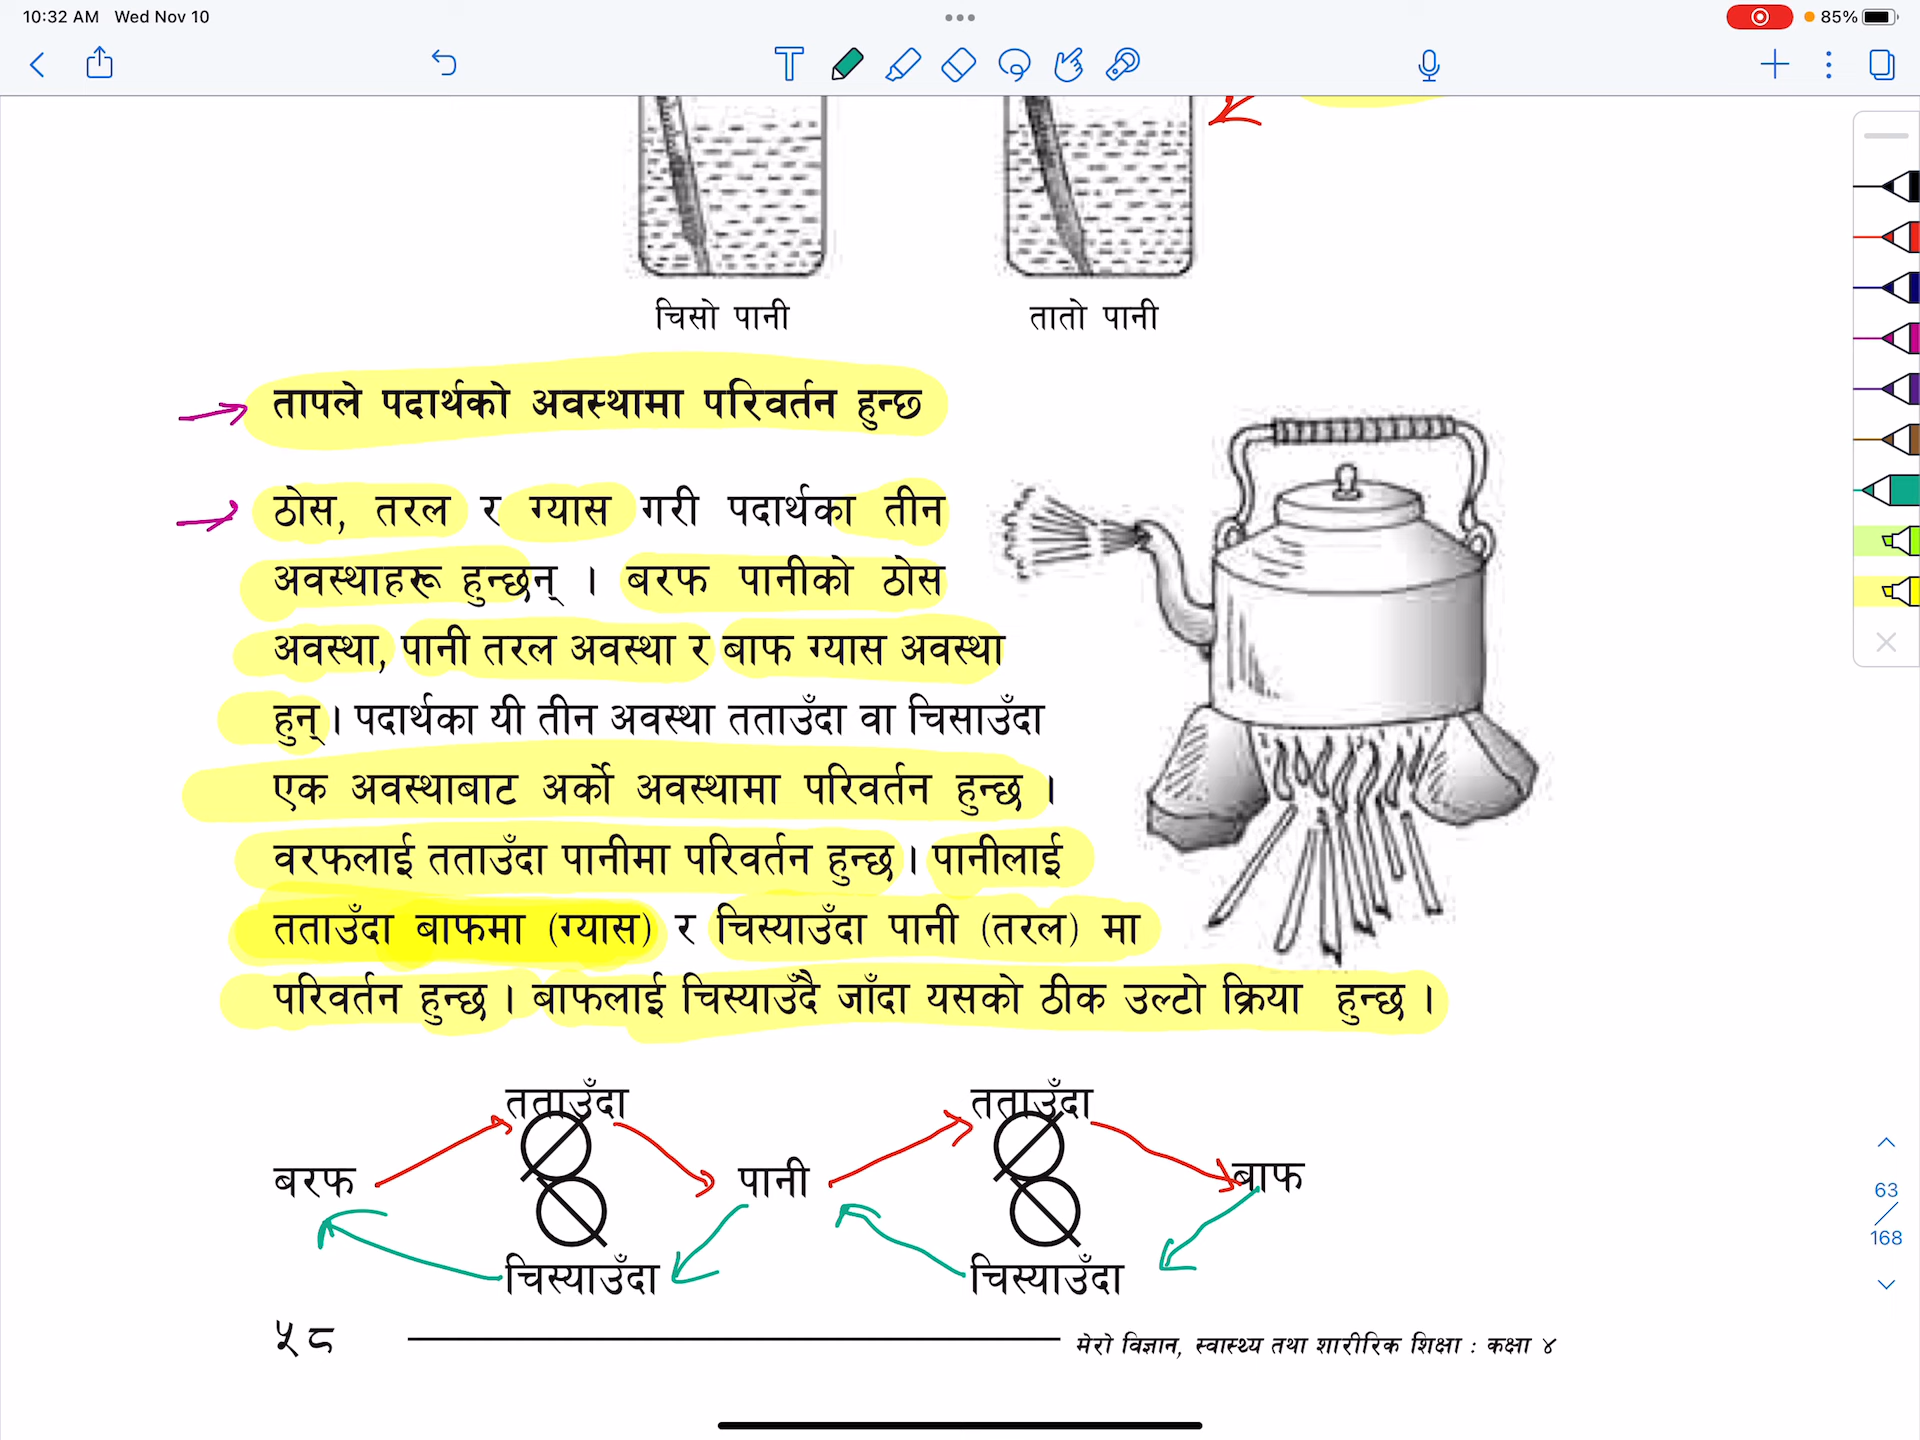 10:32 AM Wed Nov 10
85%
चिसो पानी
तातो पानी
तापले पदार्थको अवस्थामा परिवर्तन हुन्छ
ठोस, तरल र ग्यास गरी पदार्थका तीन
अवस्थाहरू हुन्छन् । बरफ पानीको ठोस
अवस्था, पानी तरल अवस्था र बाफ ग्यास अवस्था
हुन् । पदार्थका यी तीन अवस्था तताउँदा वा चिसाउँदा
एक अवस्थाबाट अर्को अवस्थामा परिवर्तन हुन्छ ।
वरफलाई तताउँदा पानीमा परिवर्तन हुन्छ । पानीलाई
तताउँदा बाफमा (ग्यास) र चिस्याउँदा पानी (तरल) मा
परिवर्तन हुन्छ । बाफलाई चिस्याउँदै जाँदा यसको ठीक उल्टो क्रिया हुन्छ ।
तताउँदा
तताउँदा
बरफ
पानी
बाफ
चिस्याउँदा
चिस्याउँदा
५८
मेरो विज्ञान, स्वास्थ्य तथा शारीरिक शिक्षा : कक्षा ४
63
/
168